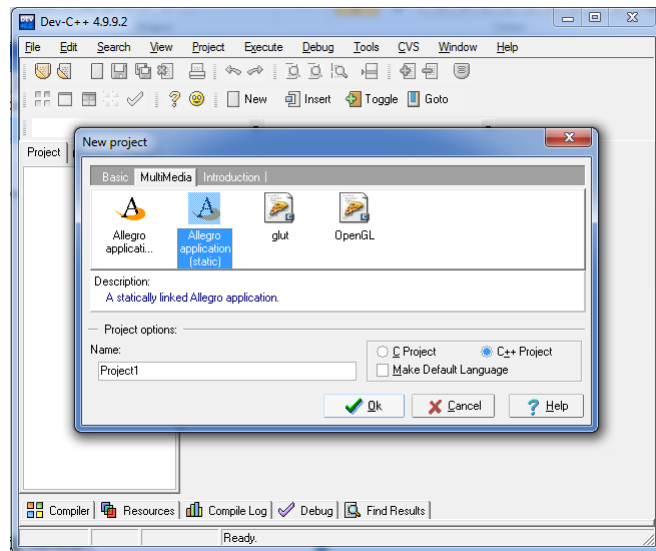 Dev-C++ 4.9.9.2
File Edit Search View Project Execute Debug Tools CVS Window Help
New Insert Toggle Goto
New project
Project
Basic MultiMedia Introduction
Allegro applicati...
Allegro application (static)
glut
OpenGL
Description:
A statically linked Allegro application.
Project options:
Name:
C Project C++ Project
Project1
Make Default Language
Ok Cancel Help
Compiler Resources Compile Log Debug Find Results
Ready.